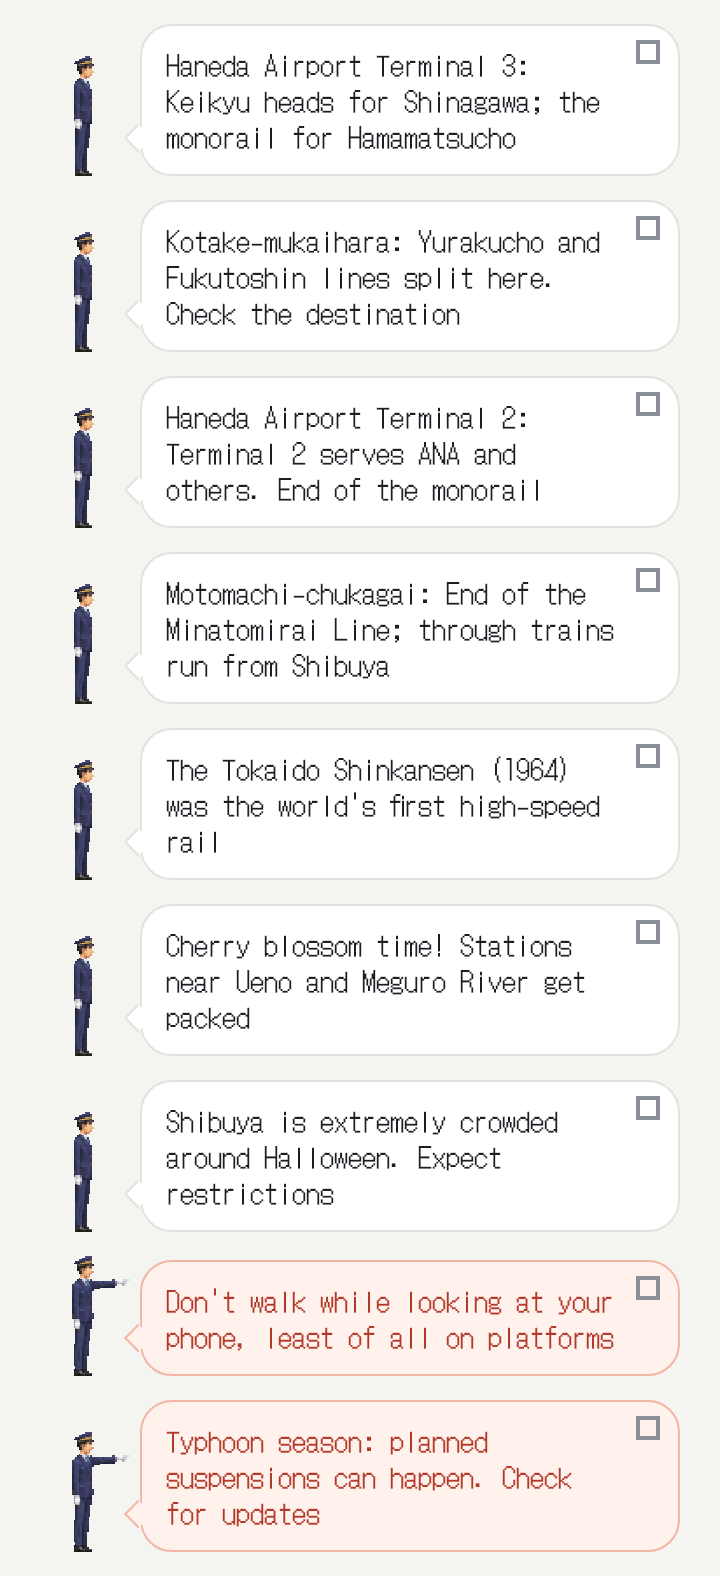 Haneda Airport Terminal 3:
Keikyu heads for Shinagawa; the
monorail for Hamamatsucho
Kotake-mukaihara: Yurakucho and
Fukutoshin lines split here.
Check the destination
Haneda Airport Terminal 2:
Terminal 2 serves ANA and
others. End of the monorail
Motomachi-chukagai: End of the
Minatomirai Line; through trains
run from Shibuya
The Tokaido Shinkansen (1964)
was the world's first high-speed
rail
Cherry blossom time! Stations
near Ueno and Meguro River get
packed
Shibuya is extremely crowded
around Halloween. Expect
restrictions
Don't walk while looking at your
phone, least of all on platforms
Typhoon season: planned
suspensions can happen. Check
for updates